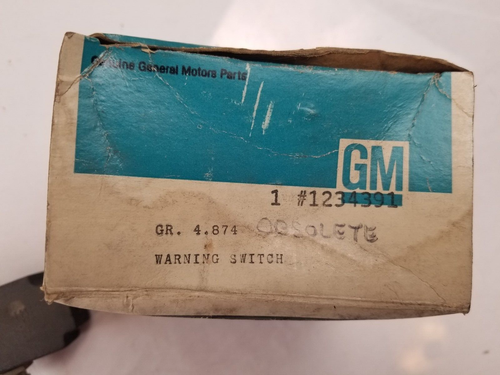 Genuine General Motors Parts
GM
1 #1234391
GR. 4.874 OBSOLETE
WARNING SWITCH